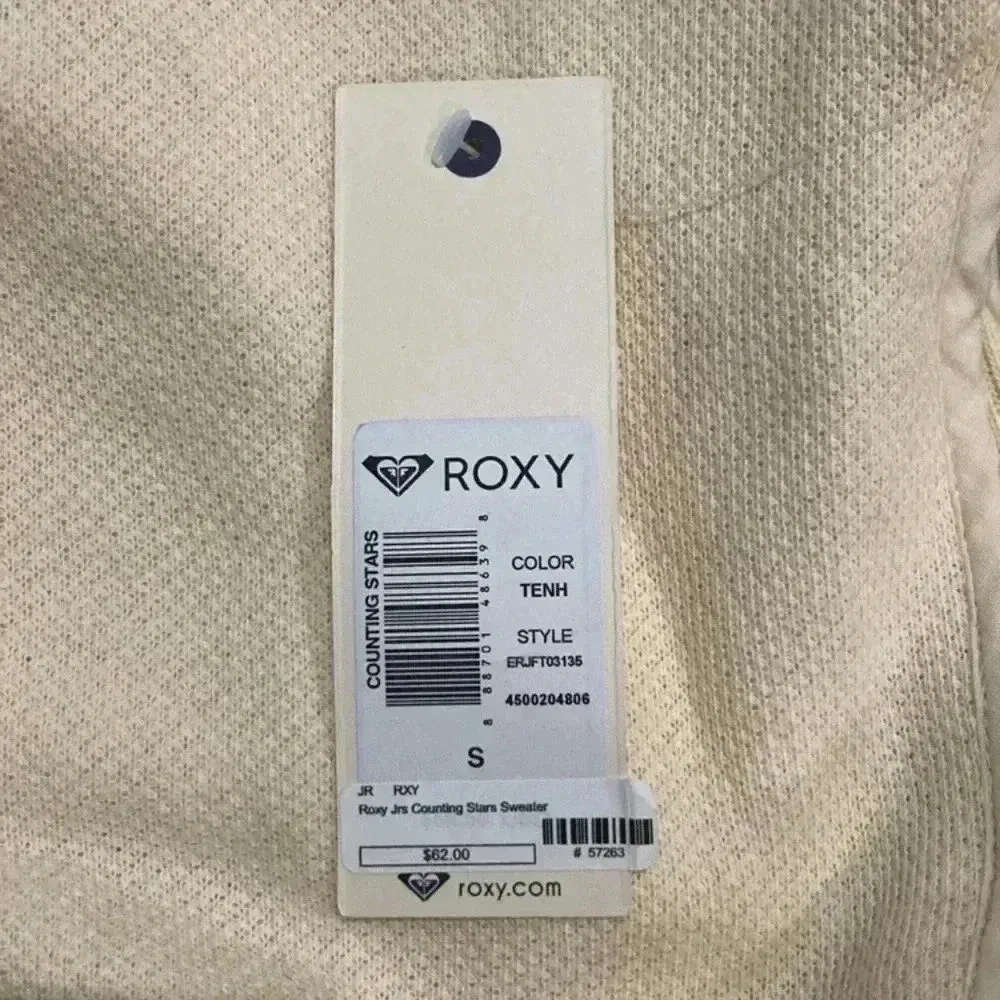 ROXY
COUNTING STARS
8 88701 48639 8
COLOR
TENH
STYLE
ERJFT03135
4500204806
S
JR RXY
Roxy Jrs Counting Stars Sweater
$62.00
# 57263
roxy.com